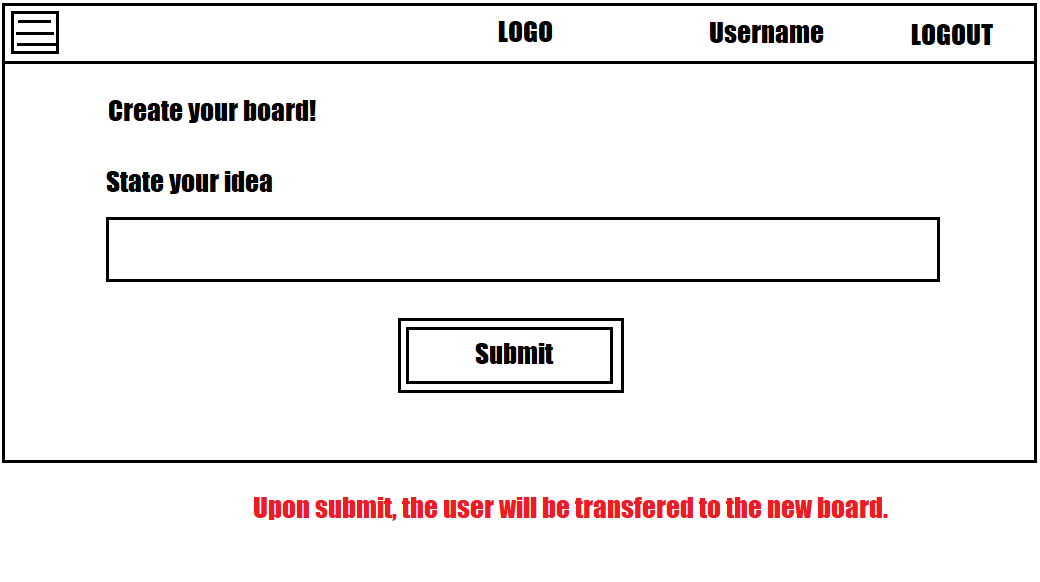 LOGO Username LOGOUT
Create your board!
State your idea
Submit
Upon submit, the user will be transfered to the new board.